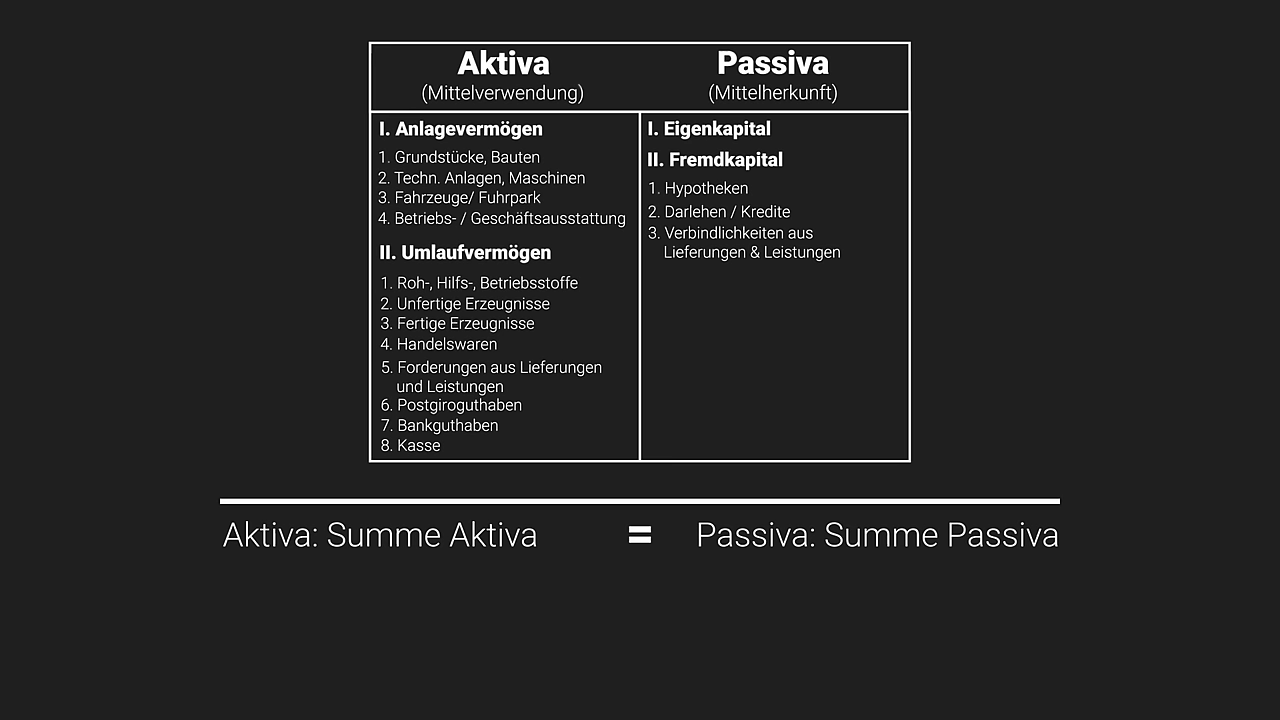 Aktiva
(Mittelverwendung)
Passiva
(Mittelherkunft)
I. Anlagevermögen
1. Grundstücke, Bauten
2. Techn. Anlagen, Maschinen
3. Fahrzeuge/ Fuhrpark
4. Betriebs- / Geschäftsausstattung
II. Umlaufvermögen
1. Roh-, Hilfs-, Betriebsstoffe
2. Unfertige Erzeugnisse
3. Fertige Erzeugnisse
4. Handelswaren
5. Forderungen aus Lieferungen
und Leistungen
6. Postgiroguthaben
7. Bankguthaben
8. Kasse
I. Eigenkapital
II. Fremdkapital
1. Hypotheken
2. Darlehen / Kredite
3. Verbindlichkeiten aus
Lieferungen & Leistungen
Aktiva: Summe Aktiva = Passiva: Summe Passiva